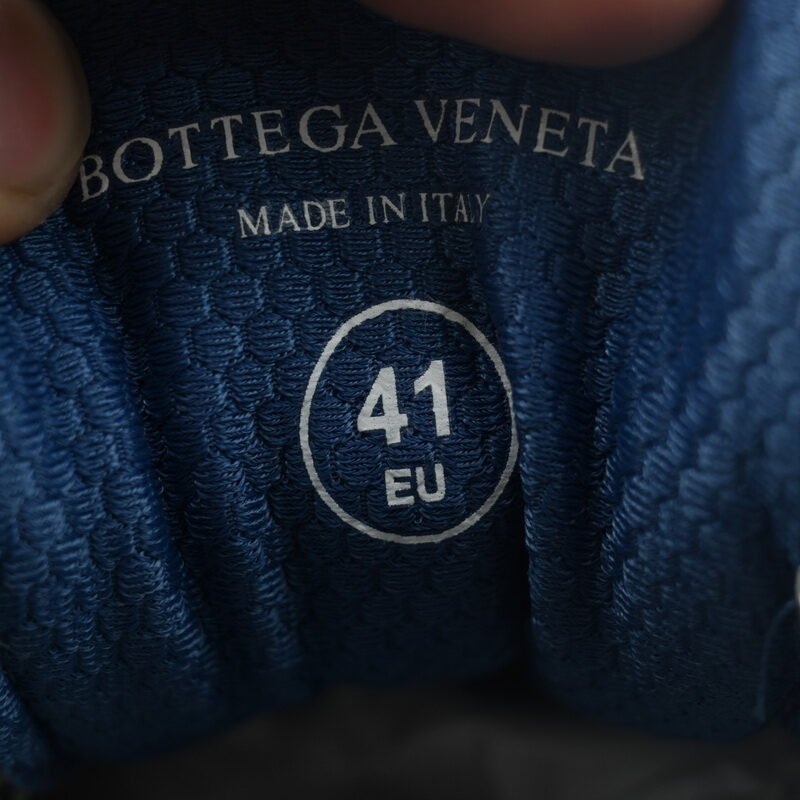 BOTTEGA VENETA
MADE IN ITALY
41
EU